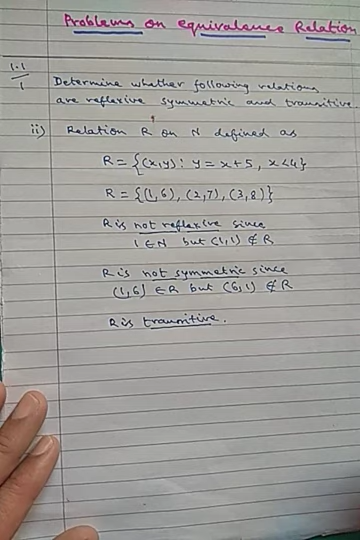 Problems on equivalence Relation
1.1
1
Determine whether following relations
are reflexive symmetric and transitive.
ii) Relation R on N defined as
R = {(x,y) : y = x+5, x<4}
R = {(1,6), (2,7), (3,8)}
R is not reflexive since
1 ∈ N but (1,1) ∉ R
R is not symmetric since
(1,6) ∈ R but (6,1) ∉ R
R is transitive.